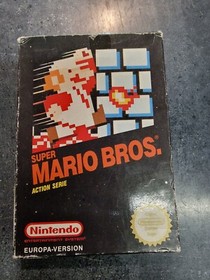 SUPER
MARIO BROS.
ACTION SERIE
Nintendo
ENTERTAINMENT SYSTEM
EUROPA-VERSION